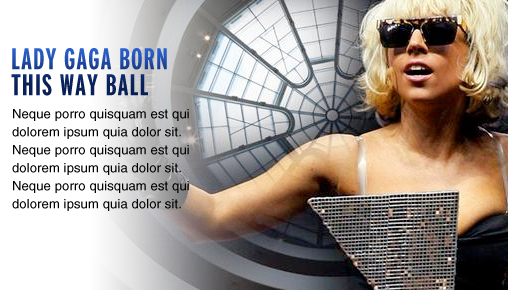 LADY GAGA BORN
THIS WAY BALL
Neque porro quisquam est qui
dolorem ipsum quia dolor sit.
Neque porro quisquam est qui
dolorem ipsum quia dolor sit.
Neque porro quisquam est qui
dolorem ipsum quia dolor sit.